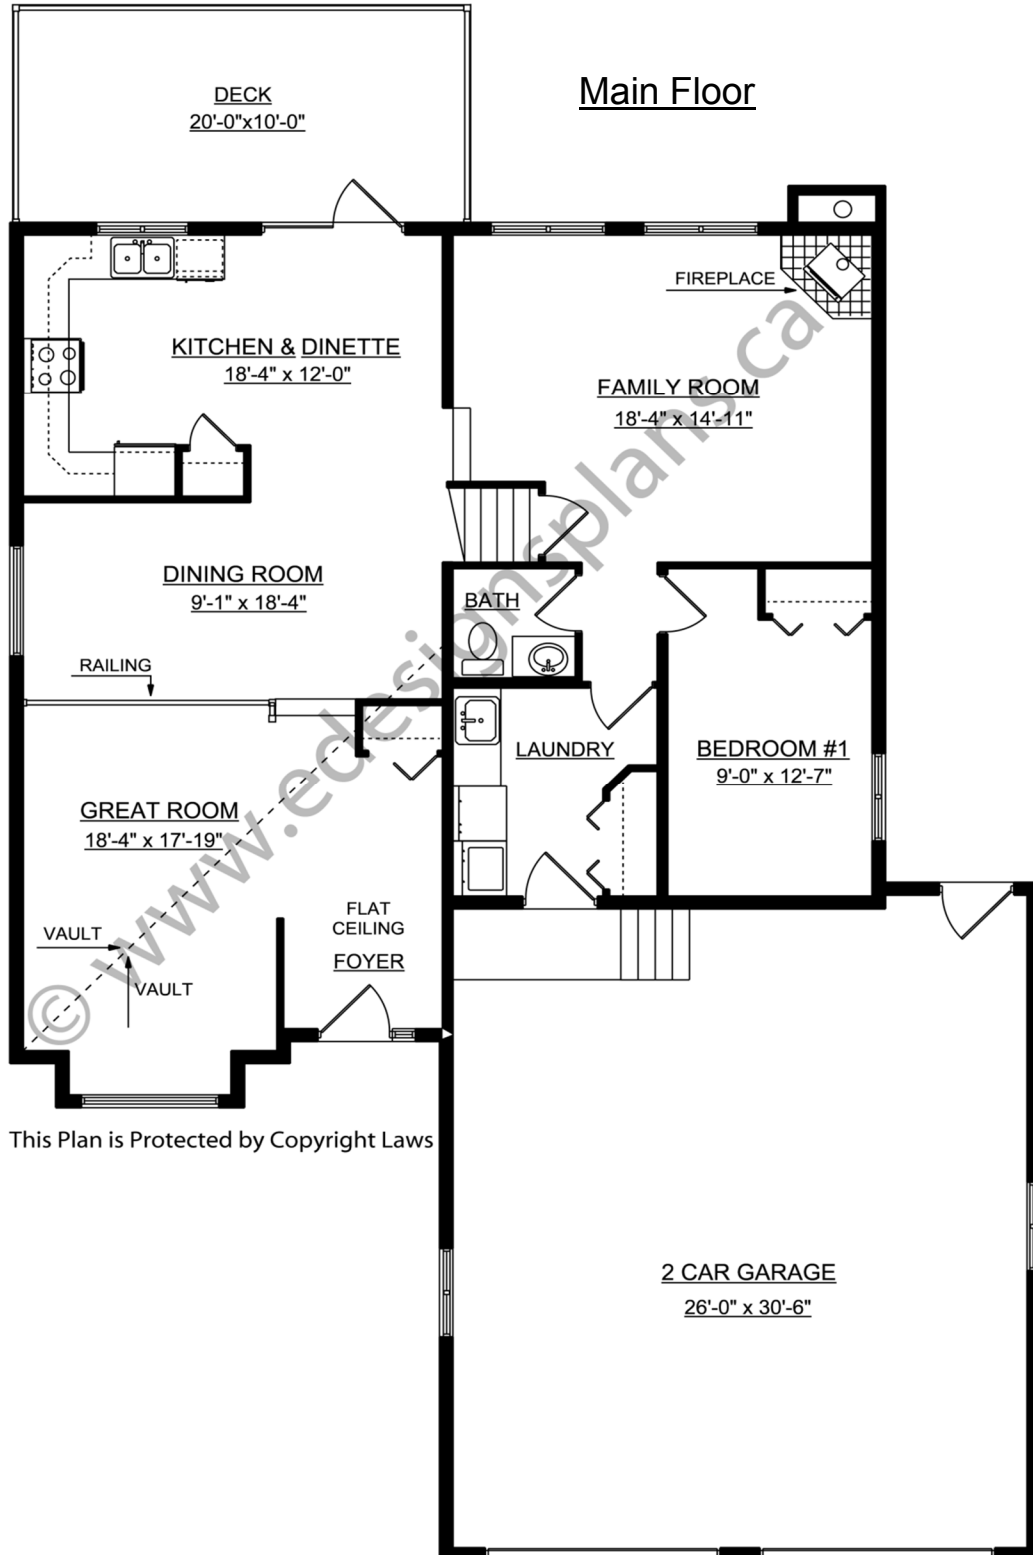 Main Floor
DECK
20'-0"x10'-0"
FIREPLACE
KITCHEN & DINETTE
18'-4" x 12'-0"
FAMILY ROOM
18'-4" x 14'-11"
DINING ROOM
9'-1" x 18'-4"
BATH
RAILING
LAUNDRY
BEDROOM #1
9'-0" x 12'-7"
GREAT ROOM
18'-4" x 17'-19"
FLAT
CEILING
FOYER
VAULT
VAULT
© www.edesignsplans.ca
This Plan is Protected by Copyright Laws
2 CAR GARAGE
26'-0" x 30'-6"